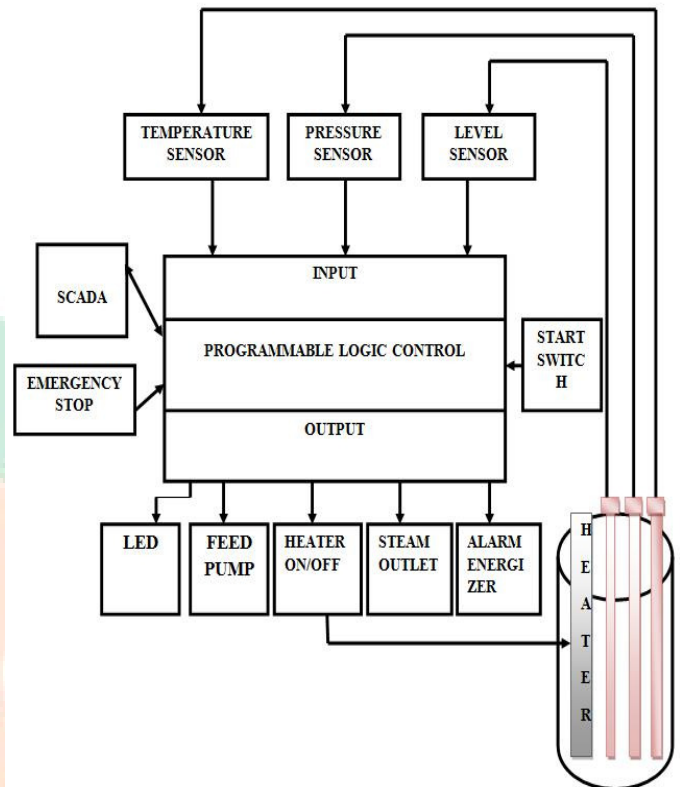 TEMPERATURE
SENSOR
PRESSURE
SENSOR
LEVEL
SENSOR
INPUT
SCADA
PROGRAMMABLE LOGIC CONTROL
START
SWITC
H
EMERGENCY
STOP
OUTPUT
LED
FEED
PUMP
HEATER
ON/OFF
STEAM
OUTLET
ALARM
ENERGI
ZER
H
E
A
T
E
R